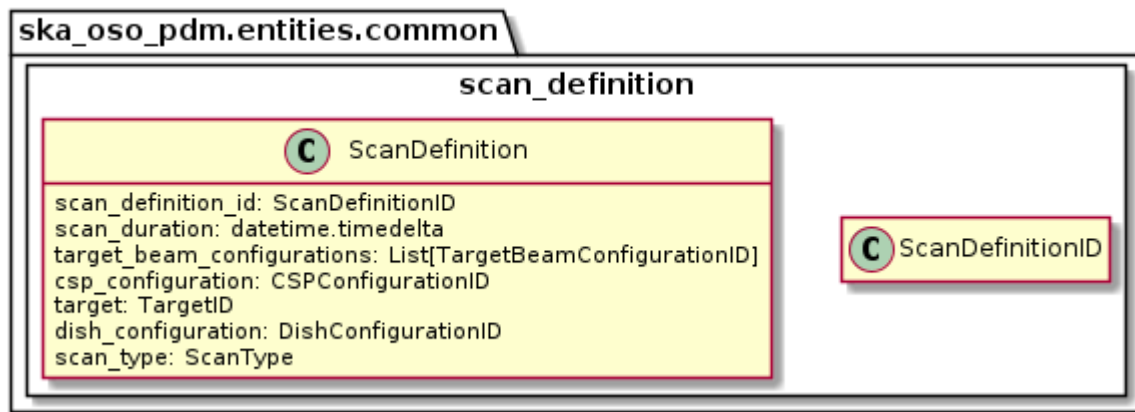 ska_oso_pdm.entities.common
scan_definition
C ScanDefinition
scan_definition_id: ScanDefinitionID
scan_duration: datetime.timedelta
target_beam_configurations: List[TargetBeamConfigurationID]
csp_configuration: CSPConfigurationID
target: TargetID
dish_configuration: DishConfigurationID
scan_type: ScanType
C ScanDefinitionID